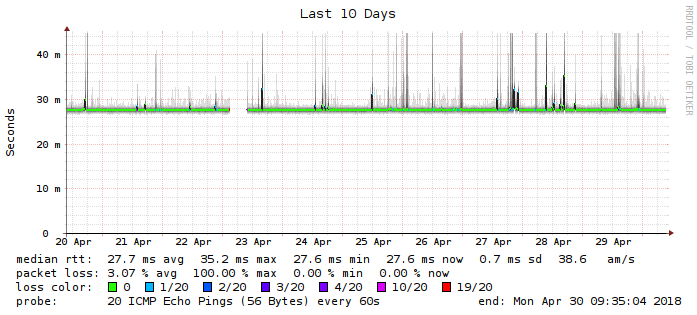 Last 10 Days
RRDTOOL / TOBI OETIKER
Seconds
40 m
30 m
20 m
10 m
0
20 Apr 21 Apr 22 Apr 23 Apr 24 Apr 25 Apr 26 Apr 27 Apr 28 Apr 29 Apr
median rtt: 27.7 ms avg 35.2 ms max 27.6 ms min 27.6 ms now 0.7 ms sd 38.6 am/s
packet loss: 3.07 % avg 100.00 % max 0.00 % min 0.00 % now
loss color: 0 1/20 2/20 3/20 4/20 10/20 19/20
probe: 20 ICMP Echo Pings (56 Bytes) every 60s end: Mon Apr 30 09:35:04 2018